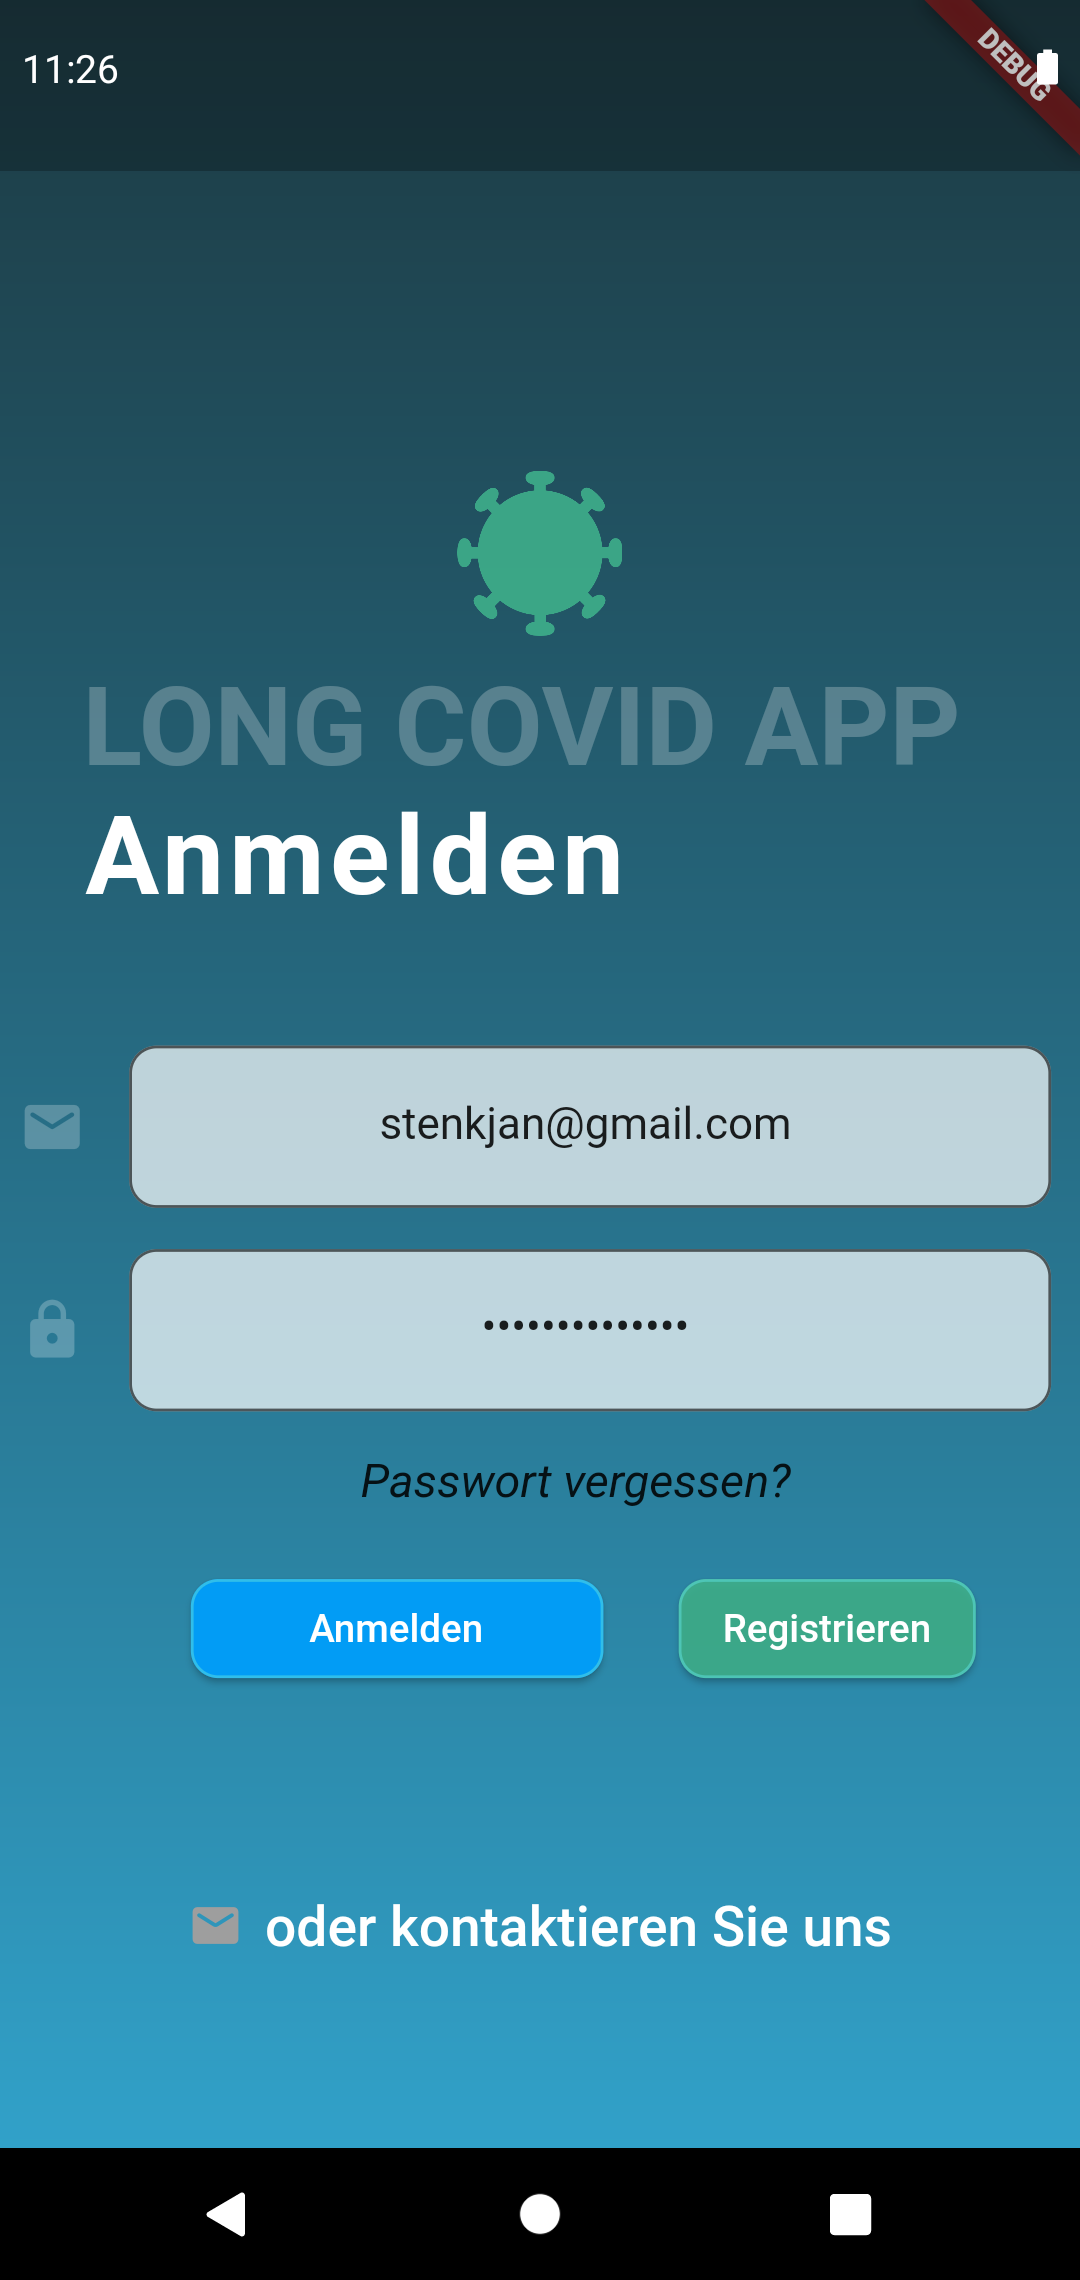 11:26
DEBUG
LONG COVID APP
Anmelden
stenkjan@gmail.com
••••••••••••••
Passwort vergessen?
Anmelden
Registrieren
oder kontaktieren Sie uns